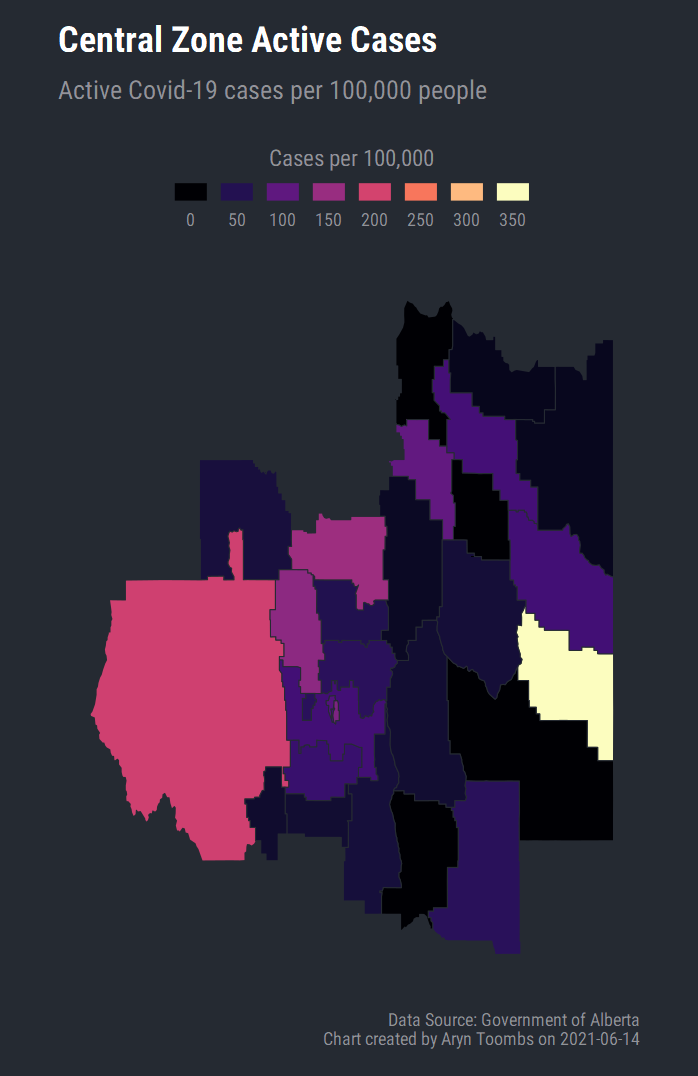 Central Zone Active Cases
Active Covid-19 cases per 100,000 people
Cases per 100,000
0 50 100 150 200 250 300 350
Data Source: Government of Alberta
Chart created by Aryn Toombs on 2021-06-14